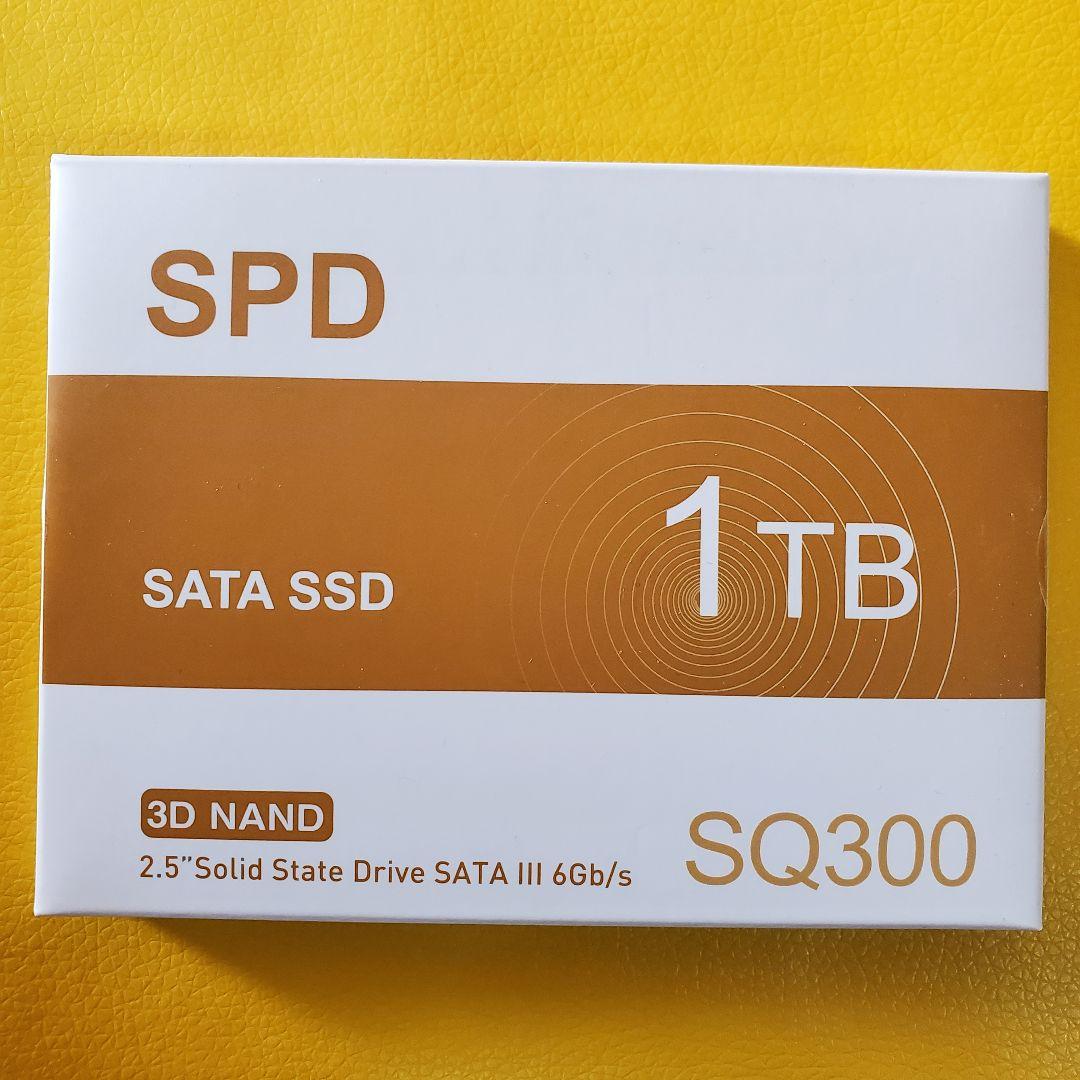 SPD
SATA SSD
1TB
3D NAND
2.5”Solid State Drive SATA III 6Gb/s
SQ300